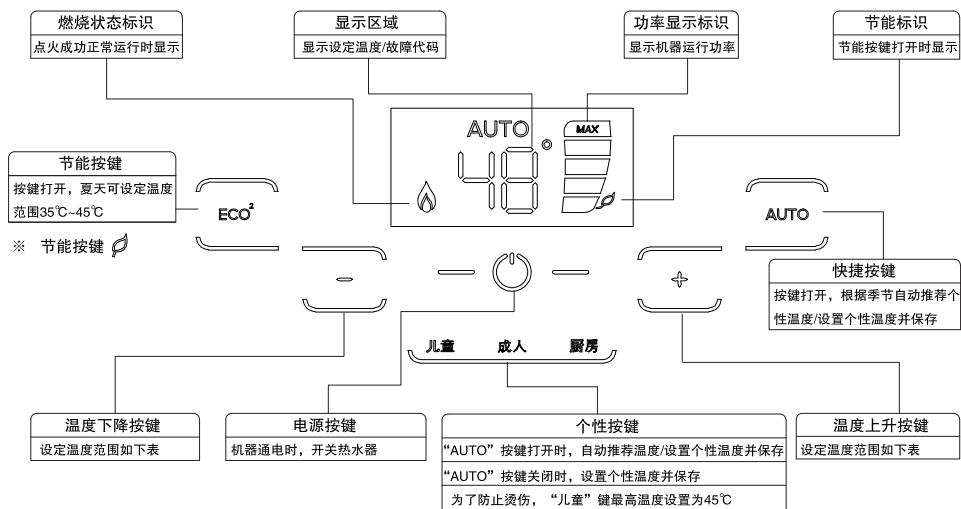 燃烧状态标识
点火成功正常运行时显示
显示区域
显示设定温度/故障代码
功率显示标识
显示机器运行功率
节能标识
节能按键打开时显示
AUTO
48°
MAX
节能按键
按键打开，夏天可设定温度
范围35℃~45℃
※ 节能按键
ECO²
AUTO
快捷按键
按键打开，根据季节自动推荐个
性温度/设置个性温度并保存
-
+
儿童 成人 厨房
温度下降按键
设定温度范围如下表
电源按键
机器通电时，开关热水器
个性按键
“AUTO”按键打开时，自动推荐温度/设置个性温度并保存
“AUTO”按键关闭时，设置个性温度并保存
为了防止烫伤，“儿童”键最高温度设置为45℃
温度上升按键
设定温度范围如下表